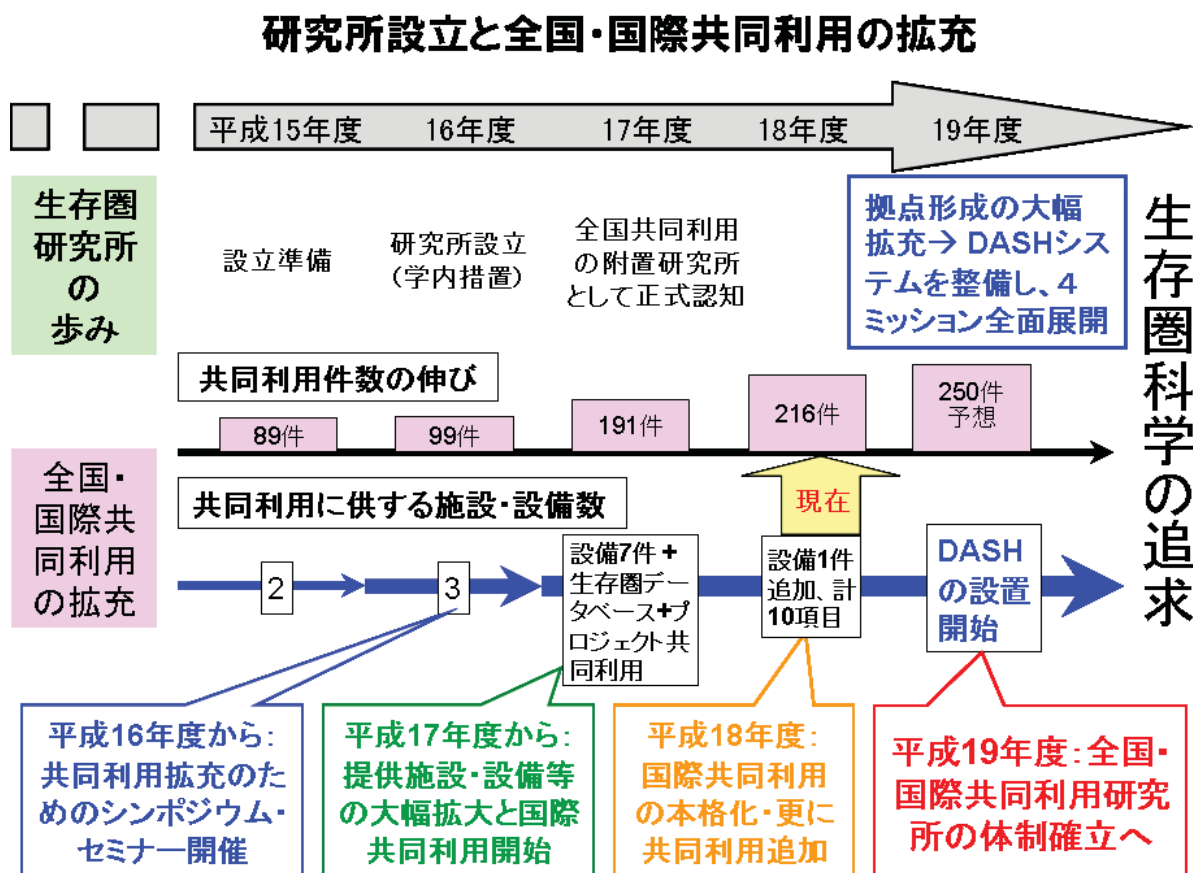 研究所設立と全国・国際共同利用の拡充
平成15年度
16年度
17年度
18年度
19年度
生存圏
研究所
の
歩み
設立準備
研究所設立
(学内措置)
全国共同利用
の附置研究所
として正式認知
拠点形成の大幅
拡充→ DASHシス
テムを整備し、4
ミッション全面展開
生存圏科学の追求
共同利用件数の伸び
89件
99件
191件
216件
250件
予想
全国・
国際共
同利用
の拡充
共同利用に供する施設・設備数
現在
2
3
設備7件+
生存圏デー
タベース+プ
ロジェクト共
同利用
設備1件
追加、計
10項目
DASH
の設置
開始
平成16年度から:
共同利用拡充のた
めのシンポジウム・
セミナー開催
平成17年度から:
提供施設・設備等
の大幅拡大と国際
共同利用開始
平成18年度:
国際共同利用
の本格化・更に
共同利用追加
平成19年度:全国・
国際共同利用研究
所の体制確立へ